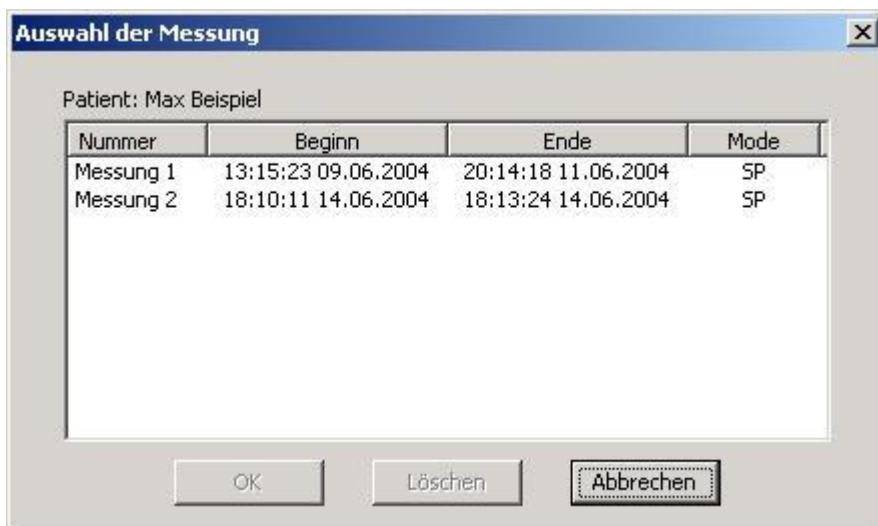 Auswahl der Messung
Patient: Max Beispiel
Nummer Beginn Ende Mode
Messung 1 13:15:23 09.06.2004 20:14:18 11.06.2004 SP
Messung 2 18:10:11 14.06.2004 18:13:24 14.06.2004 SP
OK Löschen Abbrechen